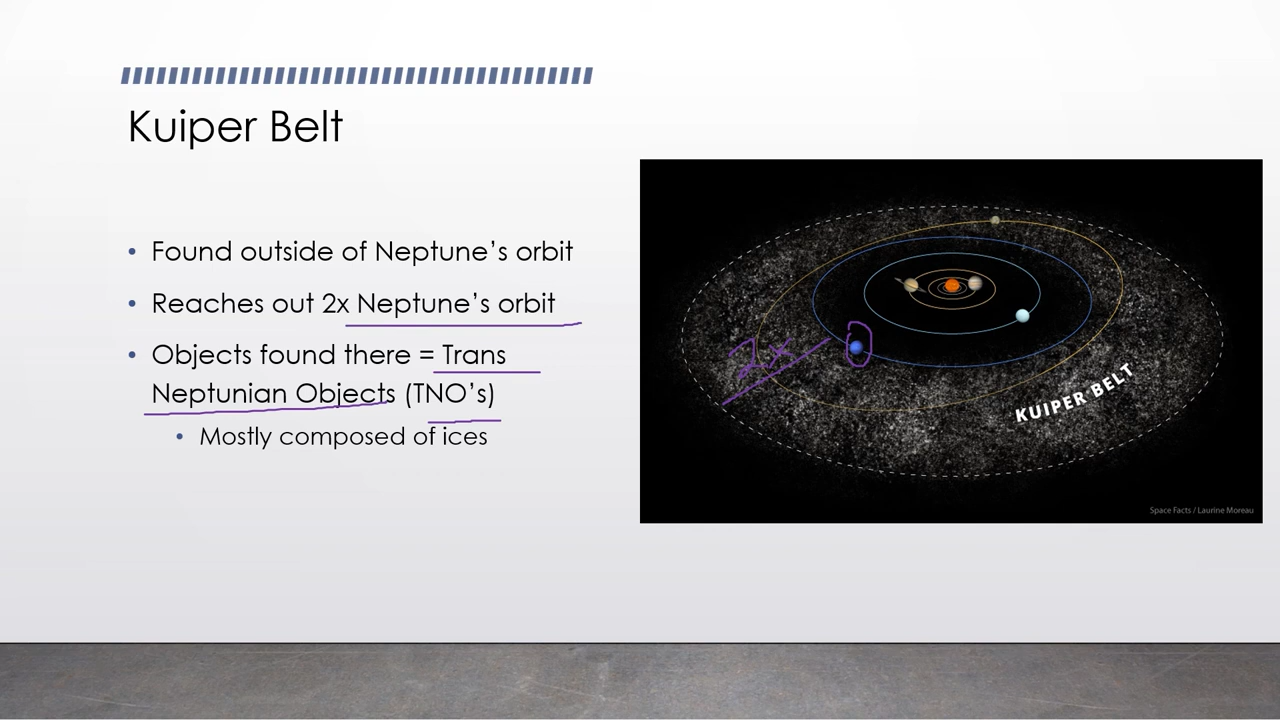 Kuiper Belt
Found outside of Neptune’s orbit
Reaches out 2x Neptune’s orbit
Objects found there = Trans
Neptunian Objects (TNO’s)
Mostly composed of ices
2x
KUIPER BELT
Space Facts / Laurine Moreau